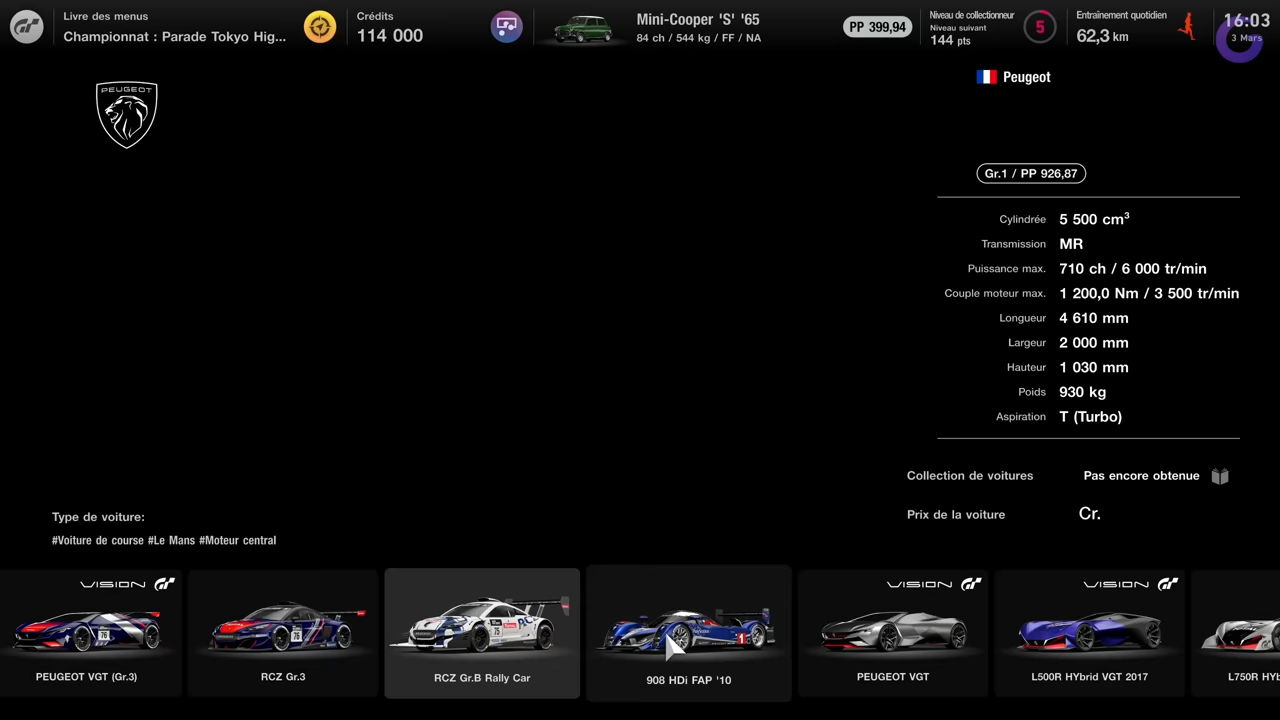 Livre des menus
Championnat : Parade Tokyo Hig...
Crédits
114 000
Mini-Cooper 'S' '65
84 ch / 544 kg / FF / NA
PP 399,94
Niveau de collectionneur
Niveau suivant
144 pts
5
Entraînement quotidien
62,3 km
16:03
3 Mars
PEUGEOT
Peugeot
Gr.1 / PP 926,87
Cylindrée 5 500 cm³
Transmission MR
Puissance max. 710 ch / 6 000 tr/min
Couple moteur max. 1 200,0 Nm / 3 500 tr/min
Longueur 4 610 mm
Largeur 2 000 mm
Hauteur 1 030 mm
Poids 930 kg
Aspiration T (Turbo)
Collection de voitures Pas encore obtenue
Prix de la voiture Cr.
Type de voiture:
#Voiture de course #Le Mans #Moteur central
VISION GT
PEUGEOT VGT (Gr.3)
RCZ Gr.3
RCZ Gr.B Rally Car
908 HDi FAP '10
VISION GT
PEUGEOT VGT
VISION GT
L500R HYbrid VGT 2017
L750R HYb